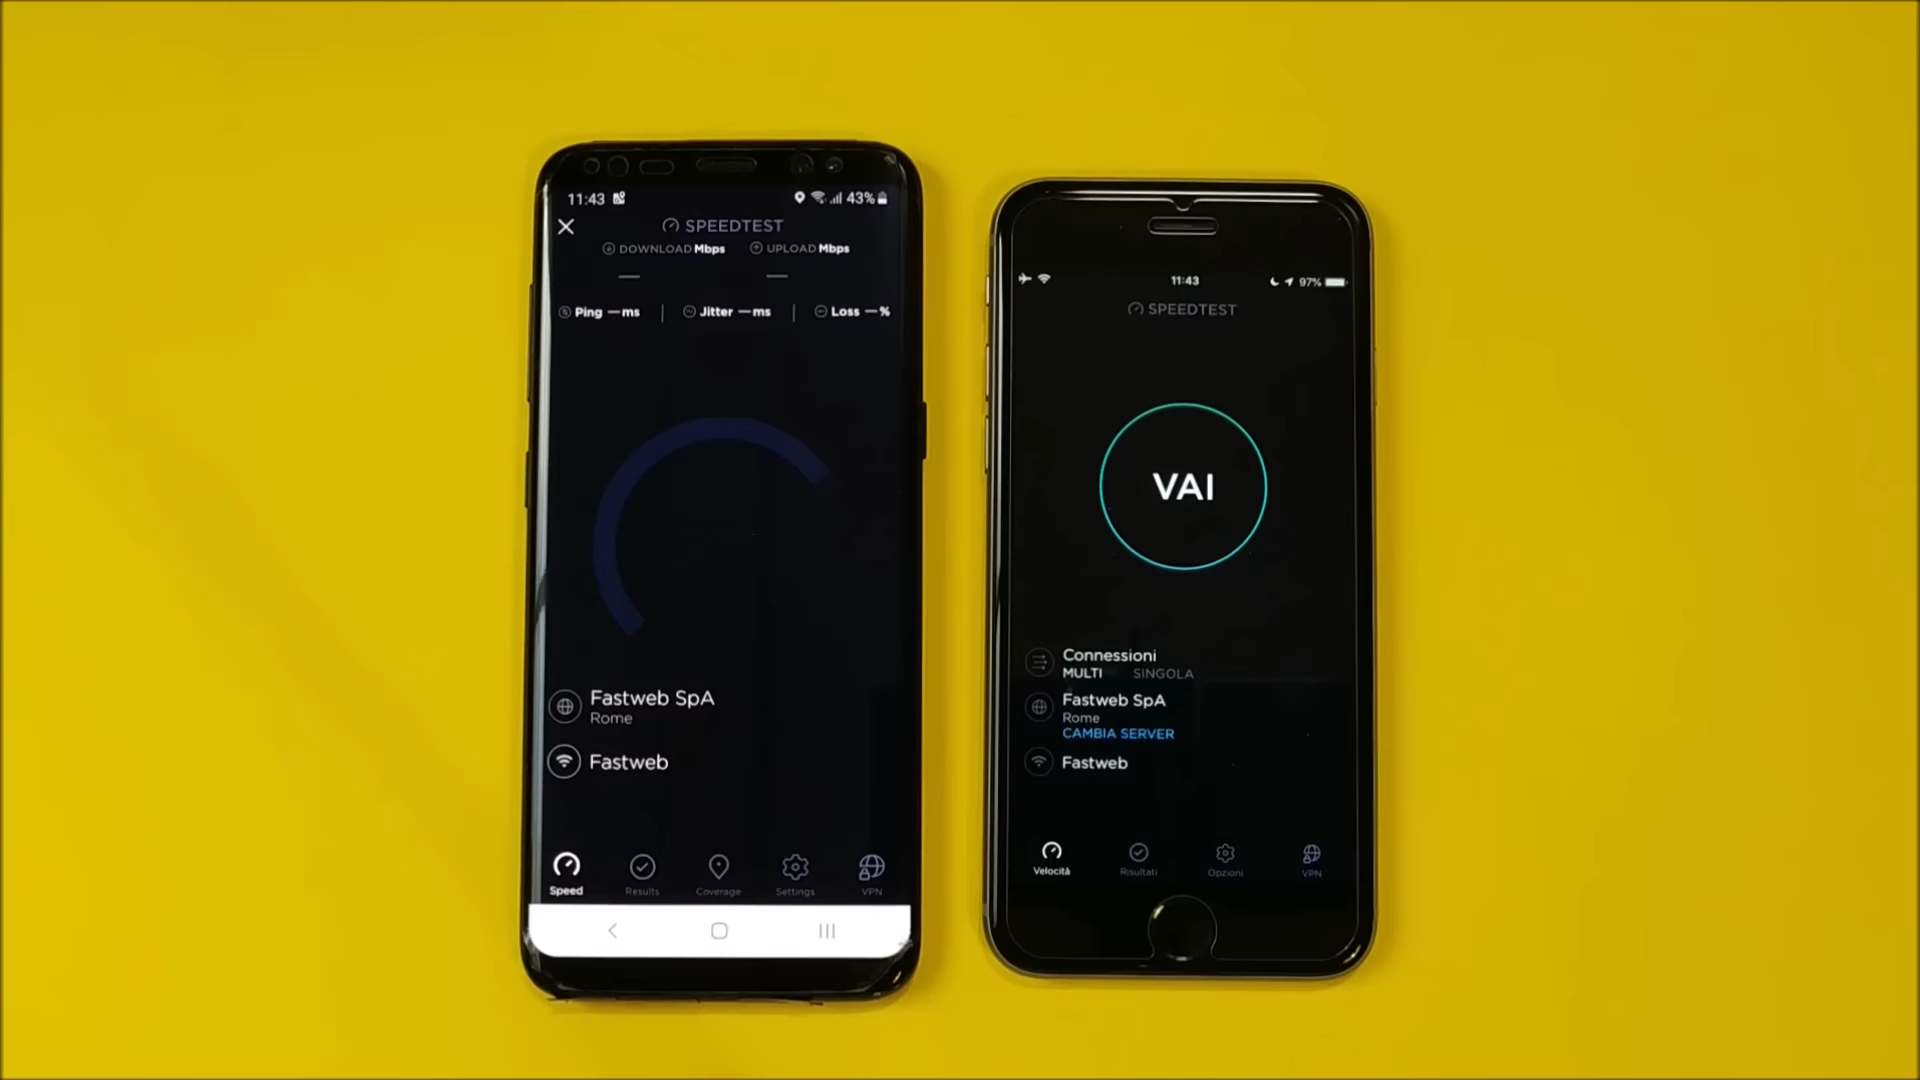 11:43
43%
SPEEDTEST
DOWNLOAD Mbps
UPLOAD Mbps
Ping — ms
Jitter — ms
Loss — %
Fastweb SpA
Rome
Fastweb
Speed
Results
Coverage
Settings
VPN
11:43
97%
SPEEDTEST
VAI
Connessioni
MULTI SINGOLA
Fastweb SpA
Rome
CAMBIA SERVER
Fastweb
Velocità
Risultati
Opzioni
VPN